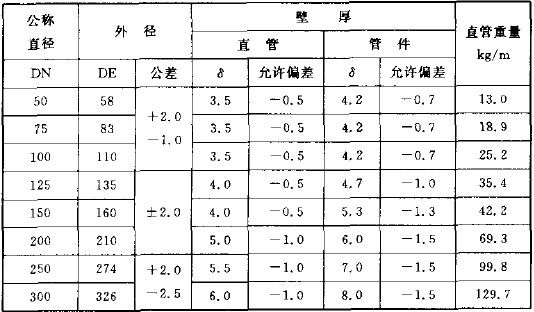 公称直径 外径 壁厚 直管重量 kg/m
直管 管件
DN DE 公差 δ 允许偏差 δ 允许偏差
50 58 +2.0 -1.0 3.5 -0.5 4.2 -0.7 13.0
75 83 3.5 -0.5 4.2 -0.7 18.9
100 110 3.5 -0.5 4.2 -0.7 25.2
125 135 ±2.0 4.0 -0.5 4.7 -1.0 35.4
150 160 4.0 -0.5 5.3 -1.3 42.2
200 210 5.0 -1.0 6.0 -1.5 69.3
250 274 +2.0 -2.5 5.5 -1.0 7.0 -1.5 99.8
300 326 6.0 -1.0 8.0 -1.5 129.7